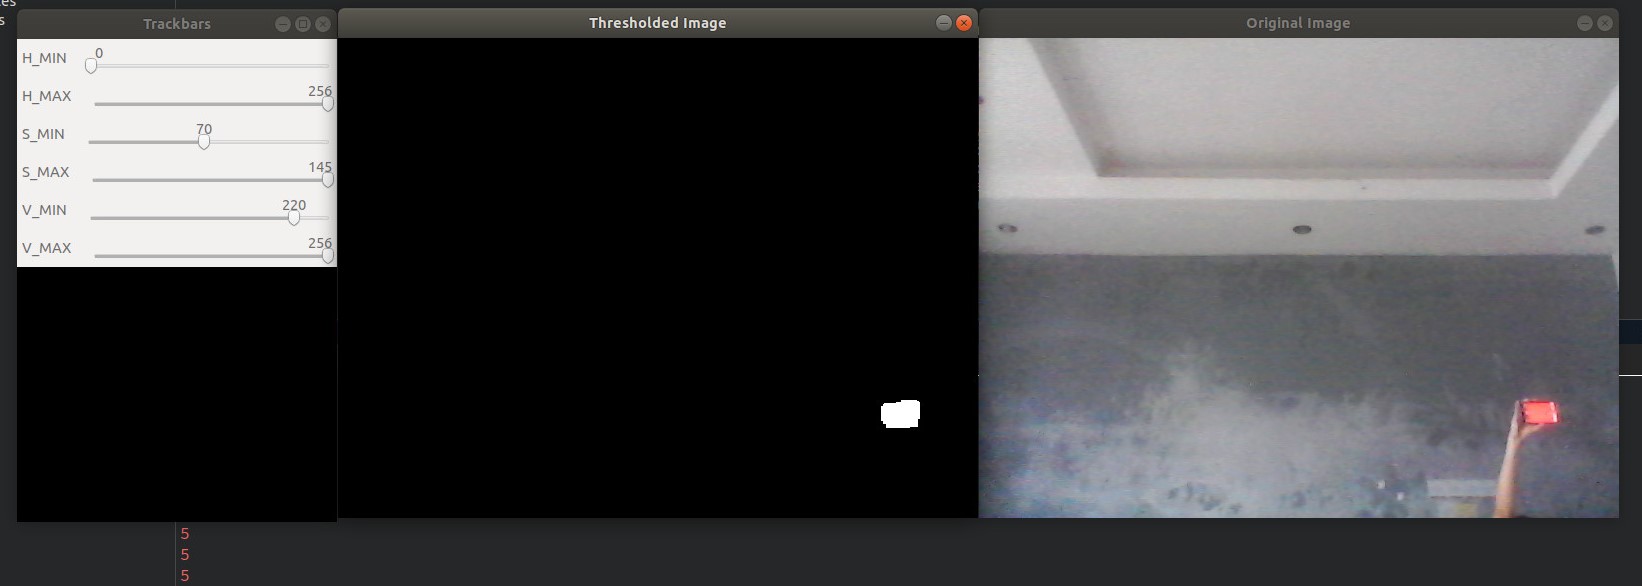 Trackbars
H_MIN 0
H_MAX 256
S_MIN 70
S_MAX 145
V_MIN 220
V_MAX 256
Thresholded Image
Original Image
5
5
5